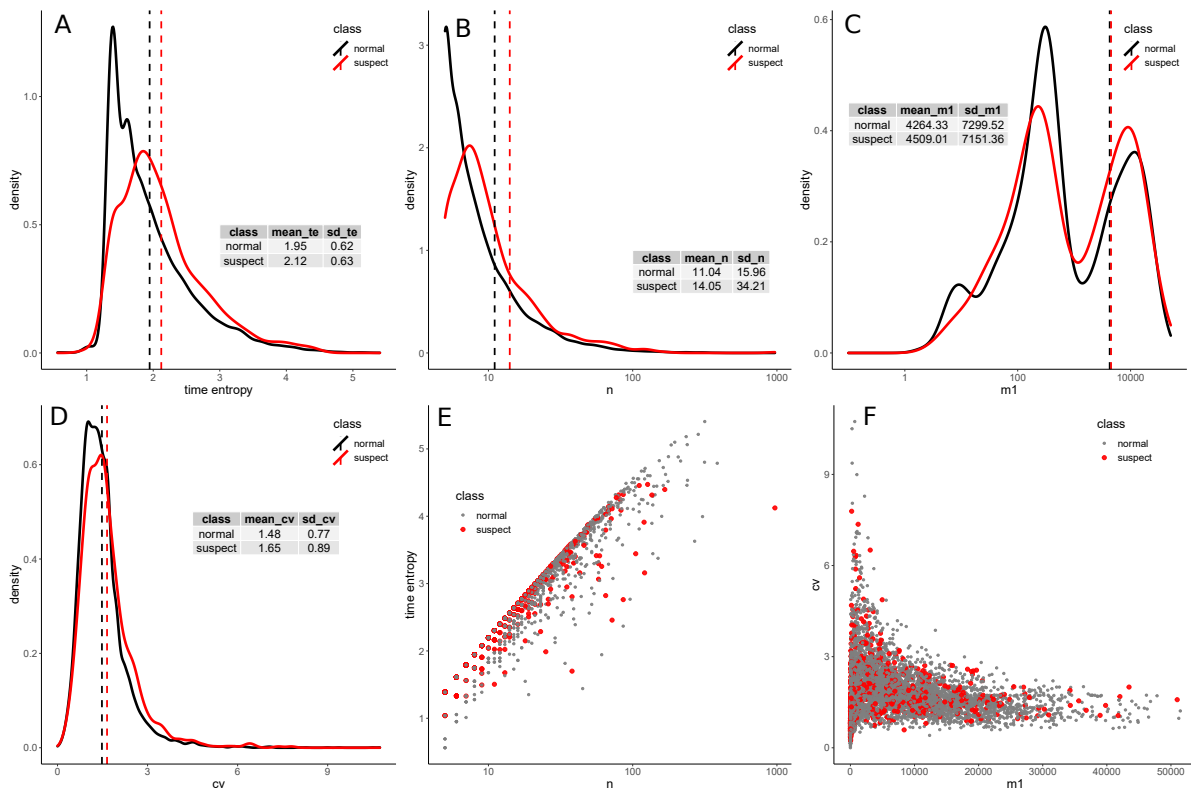 A
class
normal
suspect
1.0
0.5
0.0
density
class mean_te sd_te
normal 1.95 0.62
suspect 2.12 0.63
1 2 3 4 5
time entropy
B
class
normal
suspect
3
2
1
0
density
class mean_n sd_n
normal 11.04 15.96
suspect 14.05 34.21
10 100 1000
n
C
class
normal
suspect
0.6
0.4
0.2
0.0
density
class mean_m1 sd_m1
normal 4264.33 7299.52
suspect 4509.01 7151.36
1 100 10000
m1
D
class
normal
suspect
0.6
0.4
0.2
0.0
density
class mean_cv sd_cv
normal 1.48 0.77
suspect 1.65 0.89
0 3 6 9
cv
E
class
normal
suspect
5
4
3
2
1
time entropy
10 100 1000
n
F
class
normal
suspect
9
6
3
0
cv
0 10000 20000 30000 40000 50000
m1